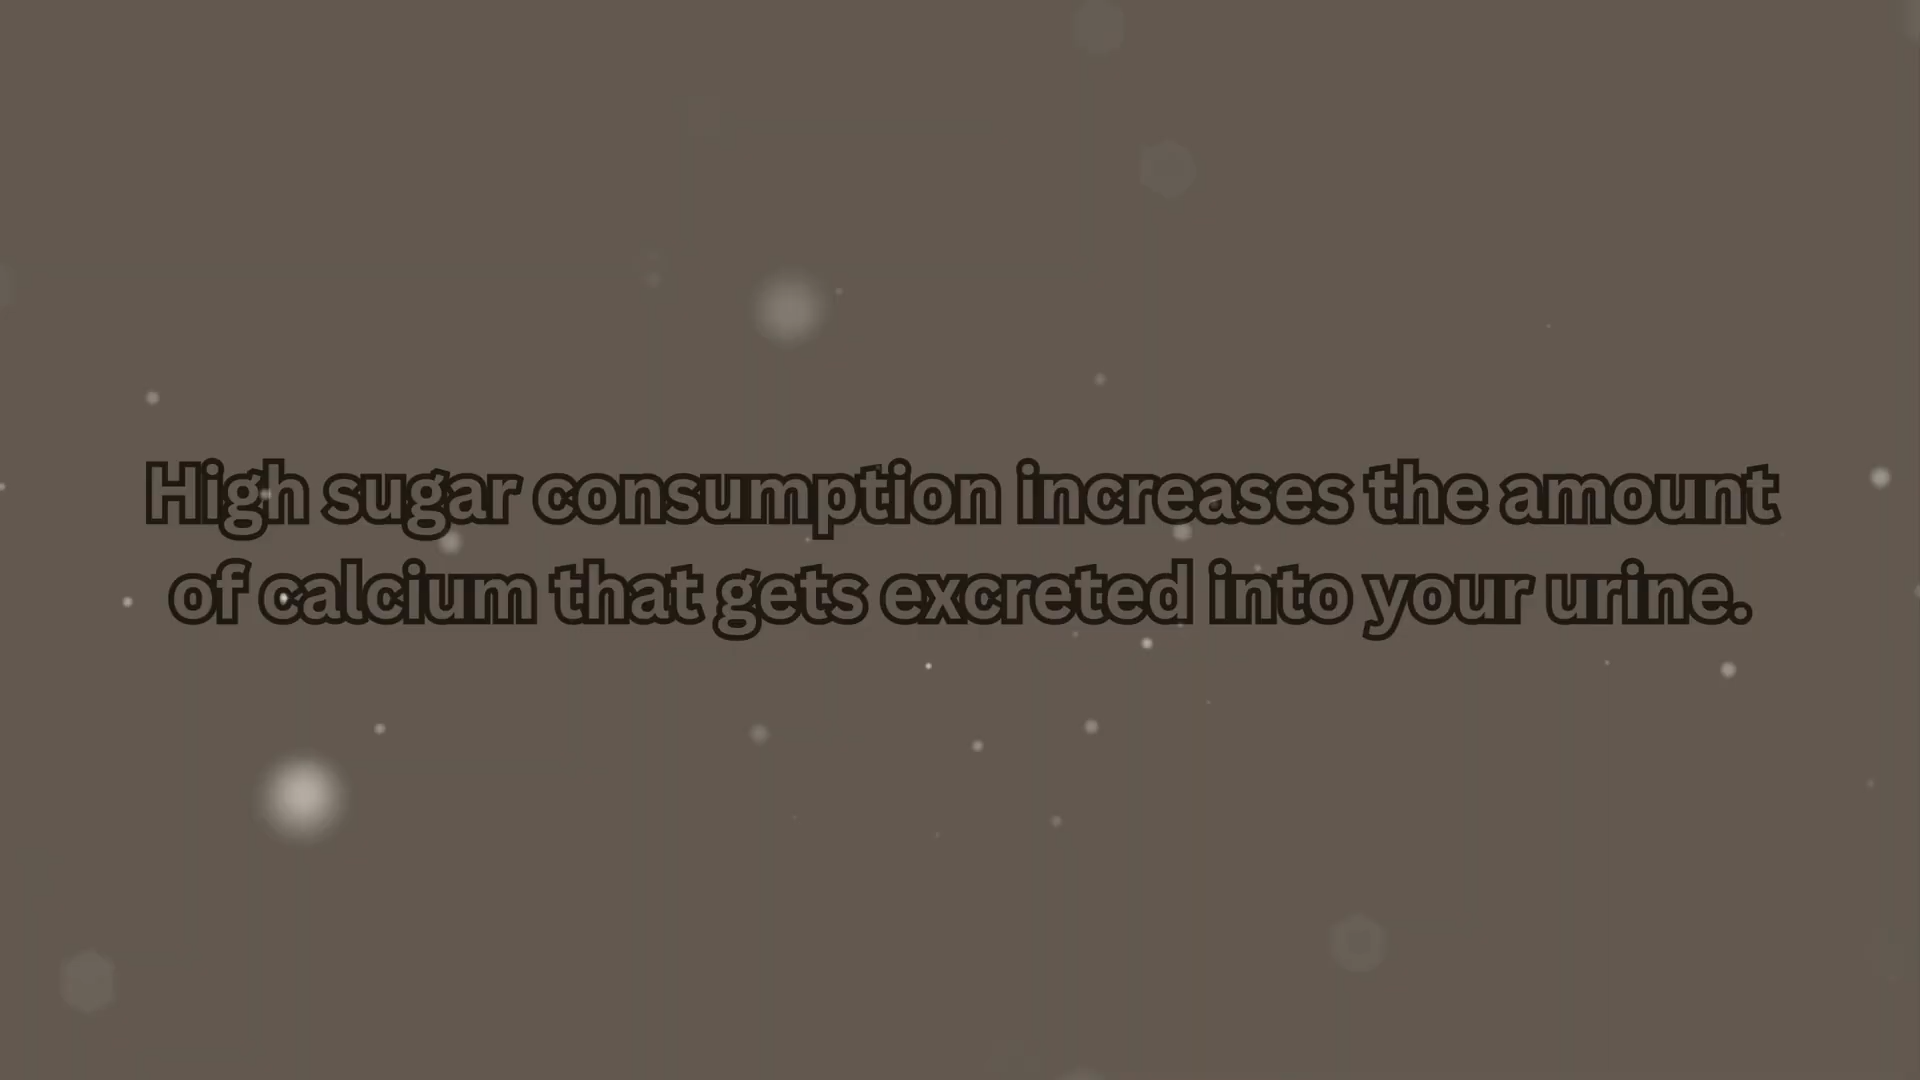 High sugar consumption increases the amount
of calcium that gets excreted into your urine.